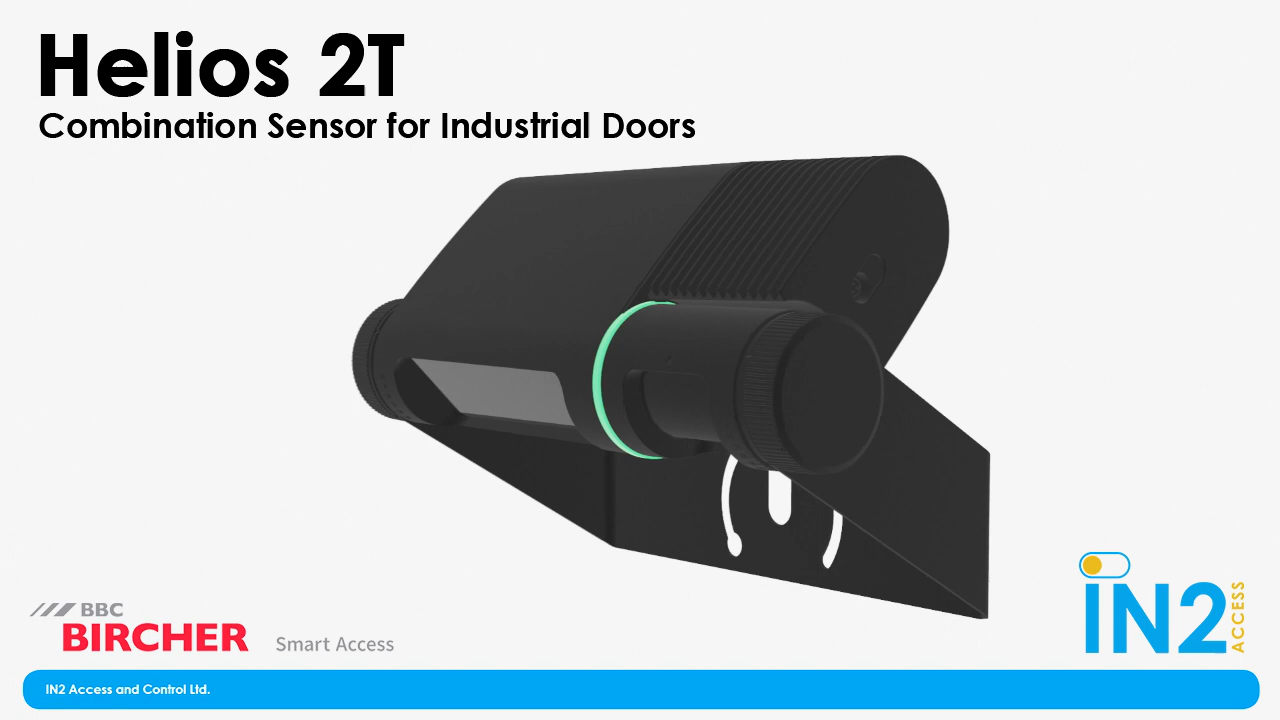 Helios 2T
Combination Sensor for Industrial Doors
BBC
BIRCHER Smart Access
IN2
ACCESS
IN2 Access and Control Ltd.